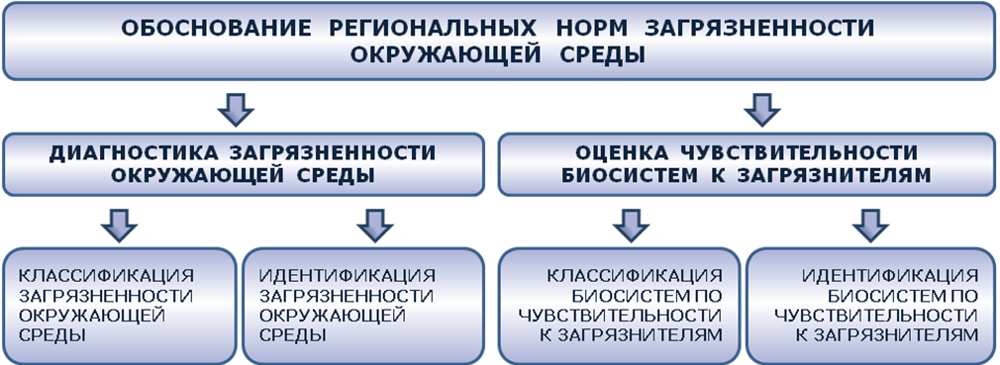 ОБОСНОВАНИЕ РЕГИОНАЛЬНЫХ НОРМ ЗАГРЯЗНЕННОСТИ
ОКРУЖАЮЩЕЙ СРЕДЫ
ДИАГНОСТИКА ЗАГРЯЗНЕННОСТИ
ОКРУЖАЮЩЕЙ СРЕДЫ
ОЦЕНКА ЧУВСТВИТЕЛЬНОСТИ
БИОСИСТЕМ К ЗАГРЯЗНИТЕЛЯМ
КЛАССИФИКАЦИЯ
ЗАГРЯЗНЕННОСТИ
ОКРУЖАЮЩЕЙ
СРЕДЫ
ИДЕНТИФИКАЦИЯ
ЗАГРЯЗНЕННОСТИ
ОКРУЖАЮЩЕЙ
СРЕДЫ
КЛАССИФИКАЦИЯ
БИОСИСТЕМ ПО
ЧУВСТВИТЕЛЬНОСТИ
К ЗАГРЯЗНИТЕЛЯМ
ИДЕНТИФИКАЦИЯ
БИОСИСТЕМ ПО
ЧУВСТВИТЕЛЬНОСТИ
К ЗАГРЯЗНИТЕЛЯМ